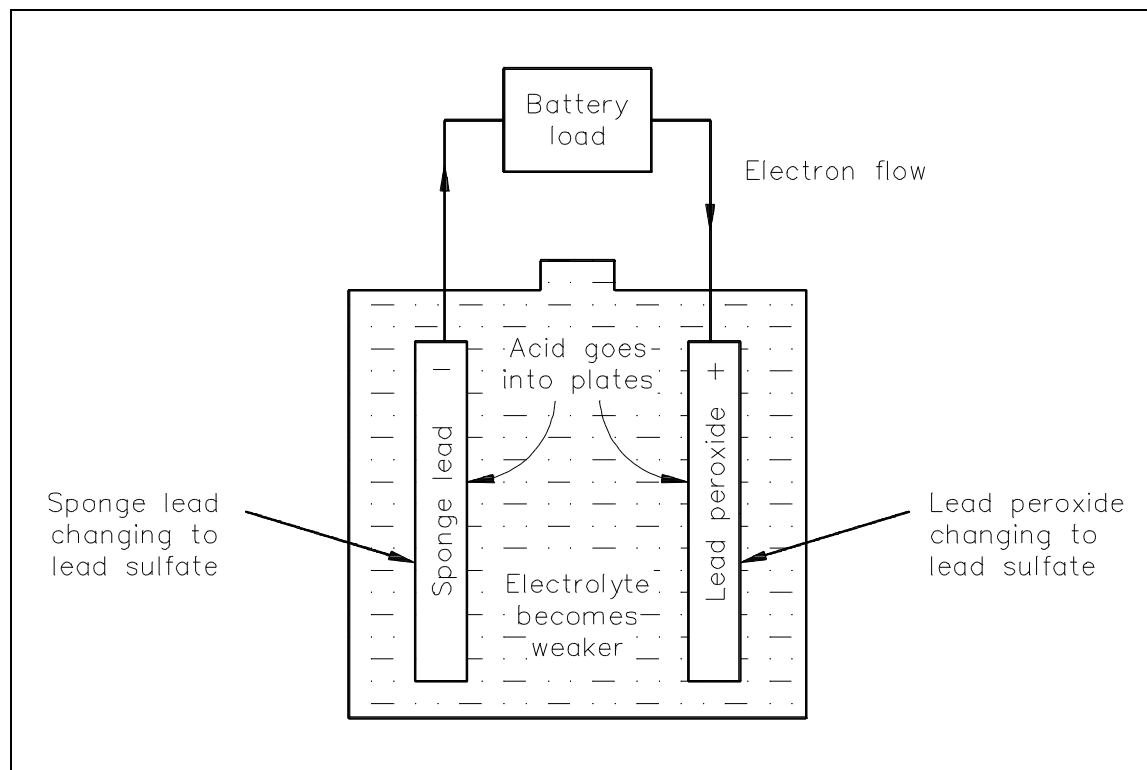 Battery
load
Electron flow
Acid goes
into plates
−
+
Sponge lead
Lead peroxide
Sponge lead
changing to
lead sulfate
Lead peroxide
changing to
lead sulfate
Electrolyte
becomes
weaker